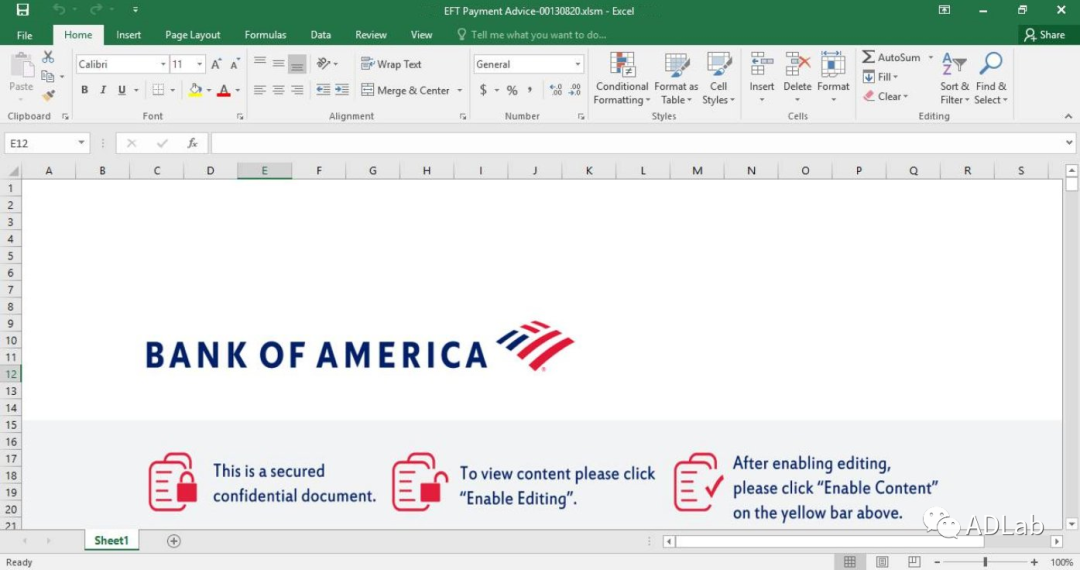 EFT Payment Advice-00130820.xlsm - Excel
File Home Insert Page Layout Formulas Data Review View Tell me what you want to do... Share
Paste
Calibri 11
B I U
Wrap Text
Merge & Center
General
$ % ,
Conditional
Formatting
Format as
Table
Cell
Styles
Insert Delete Format
AutoSum
Fill
Clear
Sort &
Filter
Find &
Select
Clipboard Font Alignment Number Styles Cells Editing
E12 fx
A B C D E F G H I J K L M N O P Q R S
1
2
3
4
5
6
7
8
9
10
11
12
13
14
15
16
17
18
19
20
21
BANK OF AMERICA
This is a secured
confidential document.
To view content please click
“Enable Editing”.
After enabling editing,
please click “Enable Content”
on the yellow bar above.
ADLab
Sheet1
Ready 100%